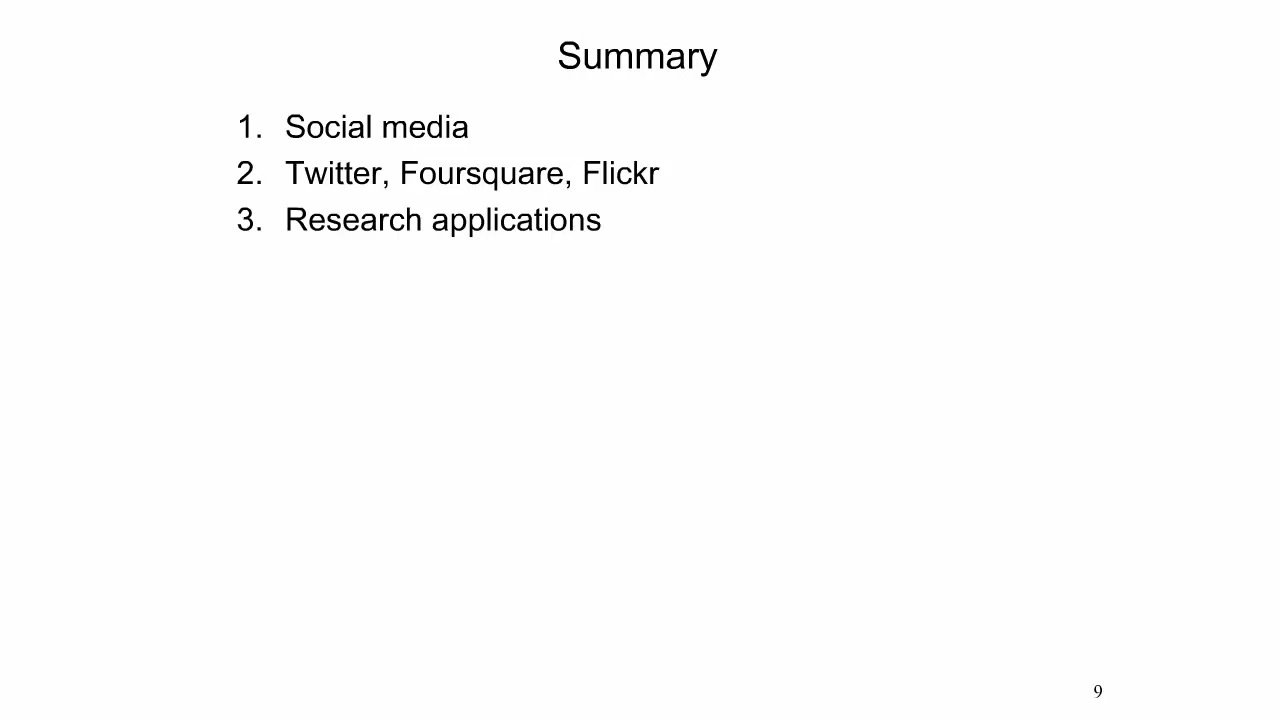 Summary
1. Social media
2. Twitter, Foursquare, Flickr
3. Research applications
9